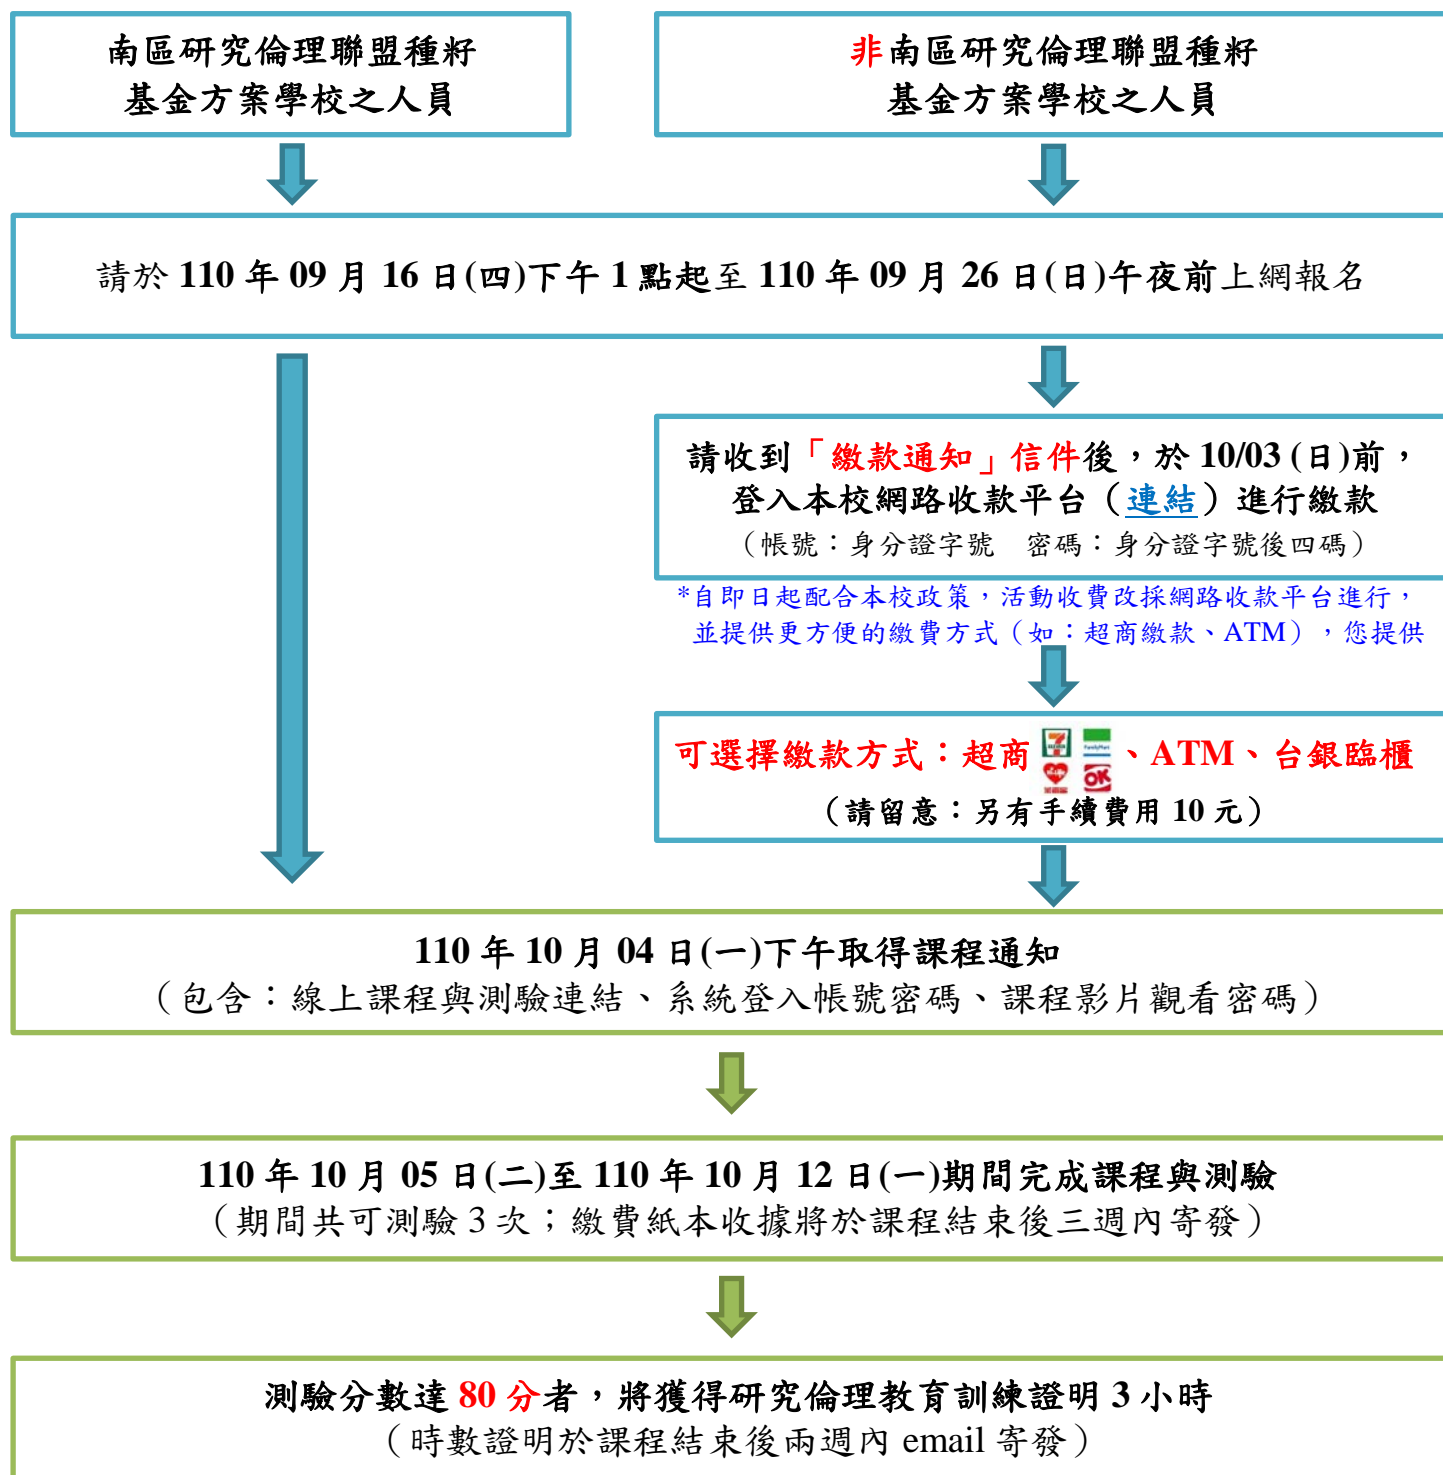 南區研究倫理聯盟種籽
基金方案學校之人員
非南區研究倫理聯盟種籽
基金方案學校之人員
請於 110 年 09 月 16 日(四)下午 1 點起至 110 年 09 月 26 日(日)午夜前上網報名
請收到「繳款通知」信件後，於 10/03 (日)前，
登入本校網路收款平台（連結）進行繳款
（帳號：身分證字號　密碼：身分證字號後四碼）
*自即日起配合本校政策，活動收費改採網路收款平台進行，
並提供更方便的繳費方式（如：超商繳款、ATM），您提供
可選擇繳款方式：超商 、ATM、台銀臨櫃
FamilyMart
OK
（請留意：另有手續費用 10 元）
110 年 10 月 04 日(一)下午取得課程通知
（包含：線上課程與測驗連結、系統登入帳號密碼、課程影片觀看密碼）
110 年 10 月 05 日(二)至 110 年 10 月 12 日(一)期間完成課程與測驗
（期間共可測驗 3 次；繳費紙本收據將於課程結束後三週內寄發）
測驗分數達 80 分者，將獲得研究倫理教育訓練證明 3 小時
（時數證明於課程結束後兩週內 email 寄發）